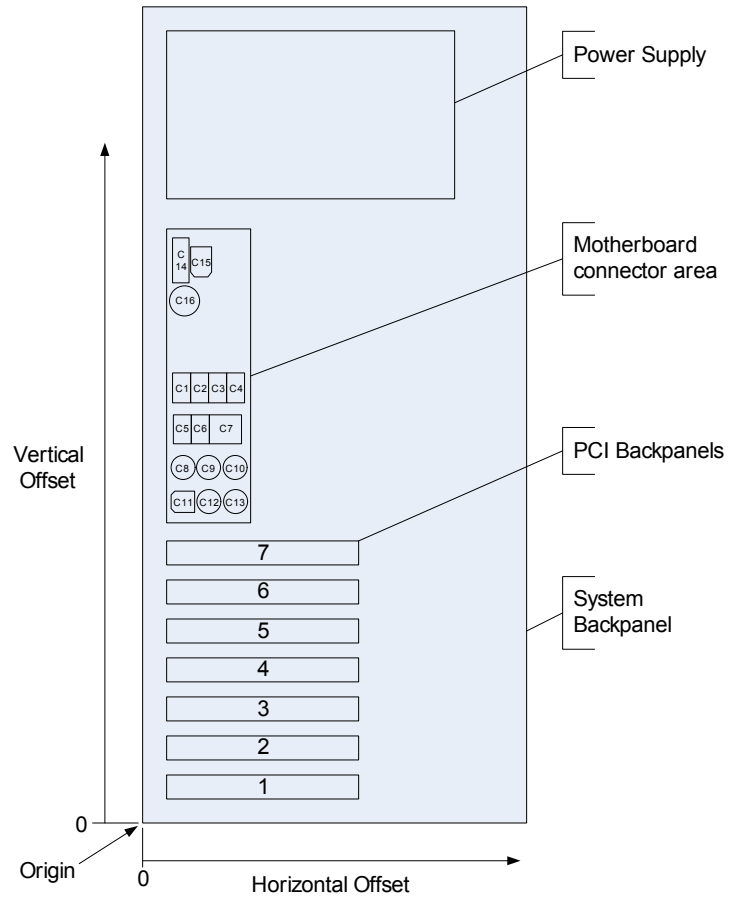 Power Supply
Motherboard
connector area
C
14
C15
C16
C1 C2 C3 C4
C5 C6 C7
C8 C9 C10
C11 C12 C13
PCI Backpanels
Vertical
Offset
7
6
5
4
3
2
1
System
Backpanel
0
Origin
0
Horizontal Offset